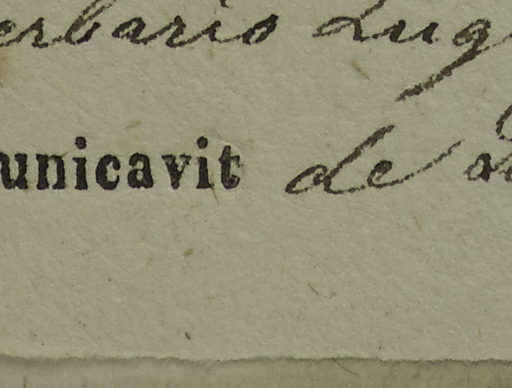 erbario Lug
unicavit de